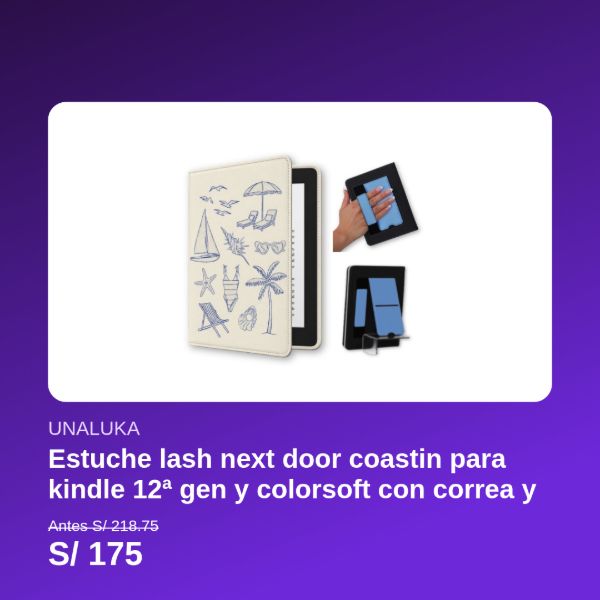 UNALUKA
Estuche lash next door coastin para
kindle 12ª gen y colorsoft con correa y
Antes S/ 218.75
S/ 175